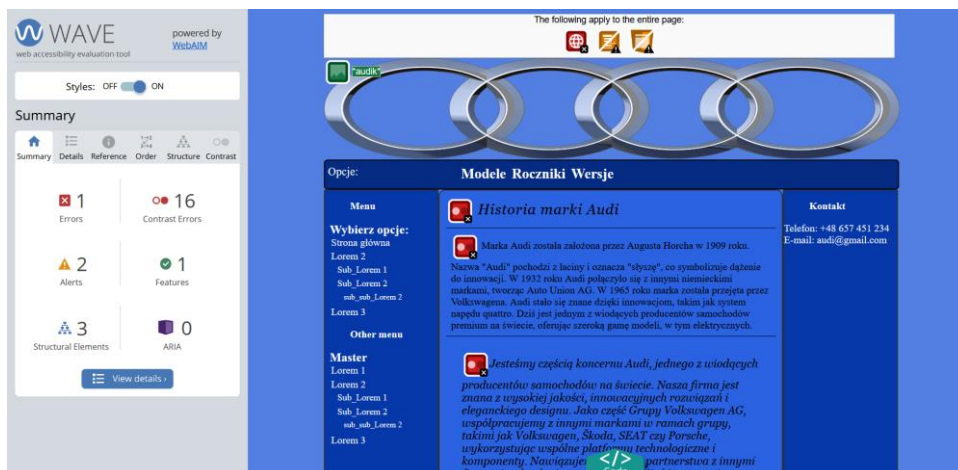 WAVE
web accessibility evaluation tool
powered by
WebAIM
Styles: OFF ON
Summary
Summary Details Reference Order Structure Contrast
1
Errors
16
Contrast Errors
2
Alerts
1
Features
3
Structural Elements
0
ARIA
View details ›
The following apply to the entire page:
"audik"
Opcje:
Modele Roczniki Wersje
Menu
Wybierz opcje:
Strona główna
Lorem 2
Sub_Lorem 1
Sub_Lorem 2
sub_sub_Lorem 2
Lorem 3
Other menu
Master
Lorem 1
Lorem 2
Sub_Lorem 1
Sub_Lorem 2
sub_sub_Lorem 2
Lorem 3
Historia marki Audi
Marka Audi została założona przez Augusta Horcha w 1909 roku.
Nazwa "Audi" pochodzi z łaciny i oznacza "słyszę", co symbolizuje dążenie
do innowacji. W 1932 roku Audi połączyło się z innymi niemieckimi
markami, tworząc Auto Union AG. W 1965 roku marka została przejęta przez
Volkswagena. Audi stało się znane dzięki innowacjom, takim jak system
napędu quattro. Dziś jest jednym z wiodących producentów samochodów
premium na świecie, oferując szeroką gamę modeli, w tym elektrycznych.
Jesteśmy częścią koncernu Audi, jednego z wiodących
producentów samochodów na świecie. Nasza firma jest
znana z wysokiej jakości, innowacyjnych rozwiązań i
eleganckiego designu. Jako część Grupy Volkswagen AG,
współpracujemy z innymi markami w ramach grupy,
takimi jak Volkswagen, Škoda, SEAT czy Porsche,
wykorzystując wspólne platformy technologiczne i
komponenty. partnerstwa z innymi
Kontakt
Telefon: +48 657 451 234
E-mail: audi@gmail.com